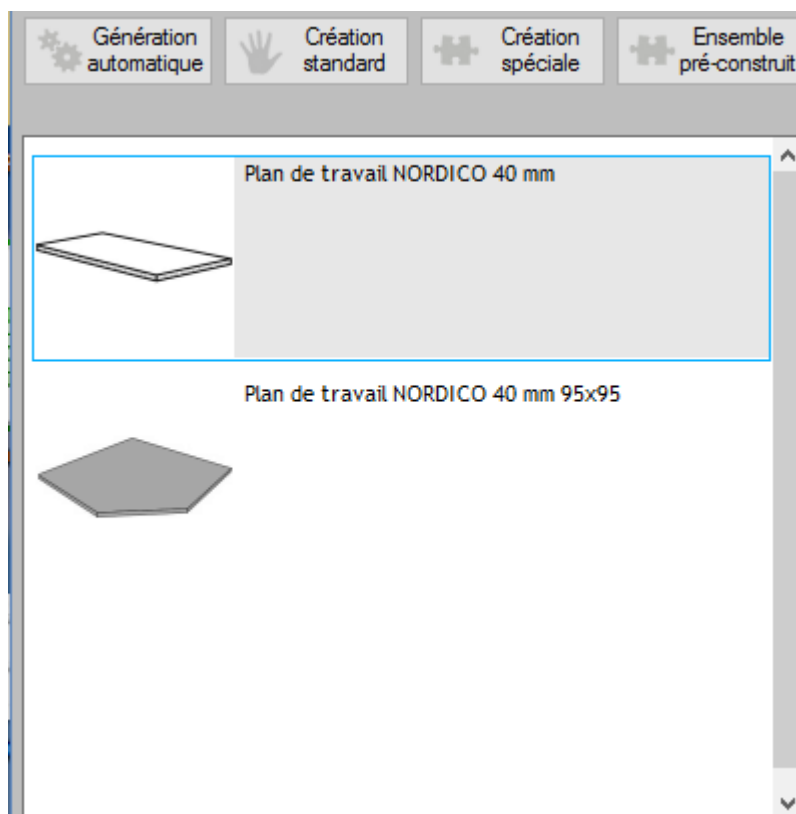 Génération
automatique
Création
standard
Création
spéciale
Ensemble
pré-construit
Plan de travail NORDICO 40 mm
Plan de travail NORDICO 40 mm 95x95